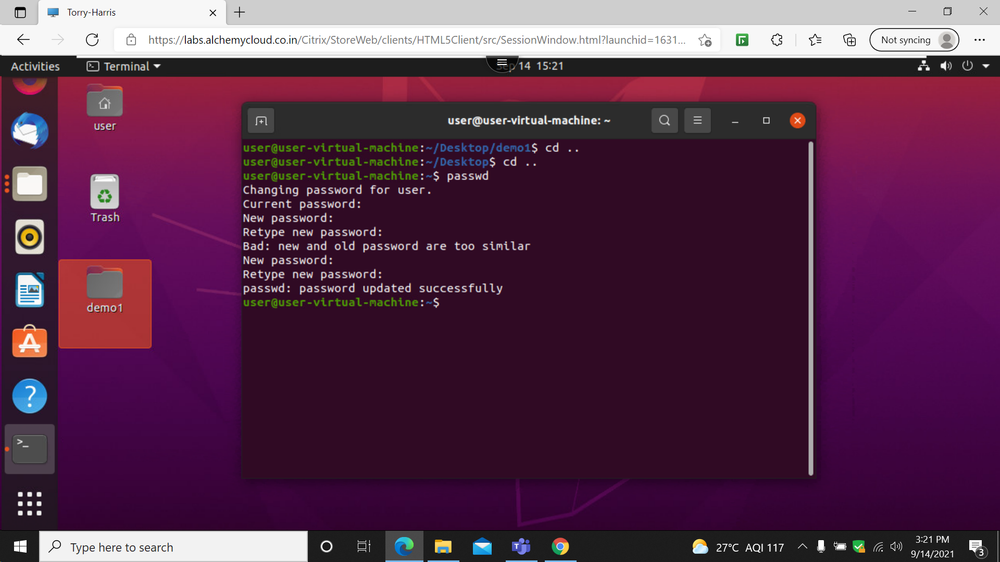 Torry-Harris
https://labs.alchemycloud.co.in/Citrix/StoreWeb/clients/HTML5Client/src/SessionWindow.html?launchid=1631...
Not syncing
Activities
Terminal
Sep 14 15:21
user
Trash
demo1
user@user-virtual-machine: ~
user@user-virtual-machine:~/Desktop/demo1$ cd ..
user@user-virtual-machine:~/Desktop$ cd ..
user@user-virtual-machine:~$ passwd
Changing password for user.
Current password:
New password:
Retype new password:
Bad: new and old password are too similar
New password:
Retype new password:
passwd: password updated successfully
user@user-virtual-machine:~$
Type here to search
27°C AQI 117
3:21 PM
9/14/2021
3